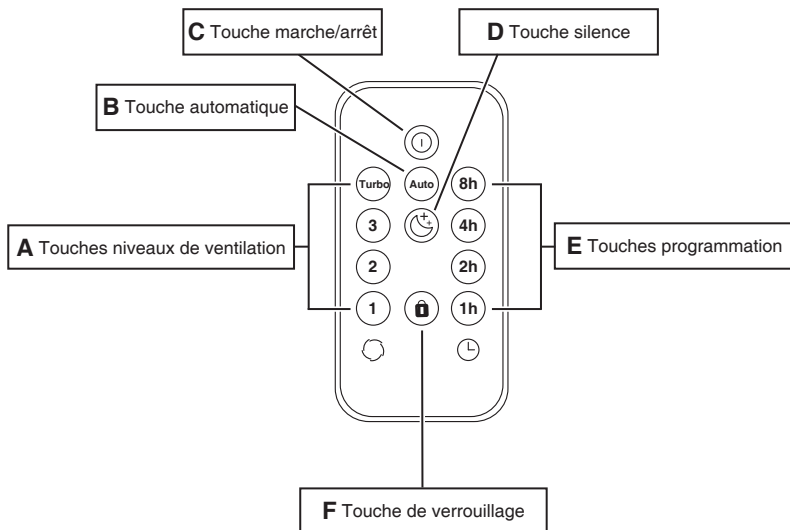 C Touche marche/arrêt
D Touche silence
B Touche automatique
Turbo Auto 8h
3 4h
A Touches niveaux de ventilation
E Touches programmation
2 2h
1 1h
F Touche de verrouillage